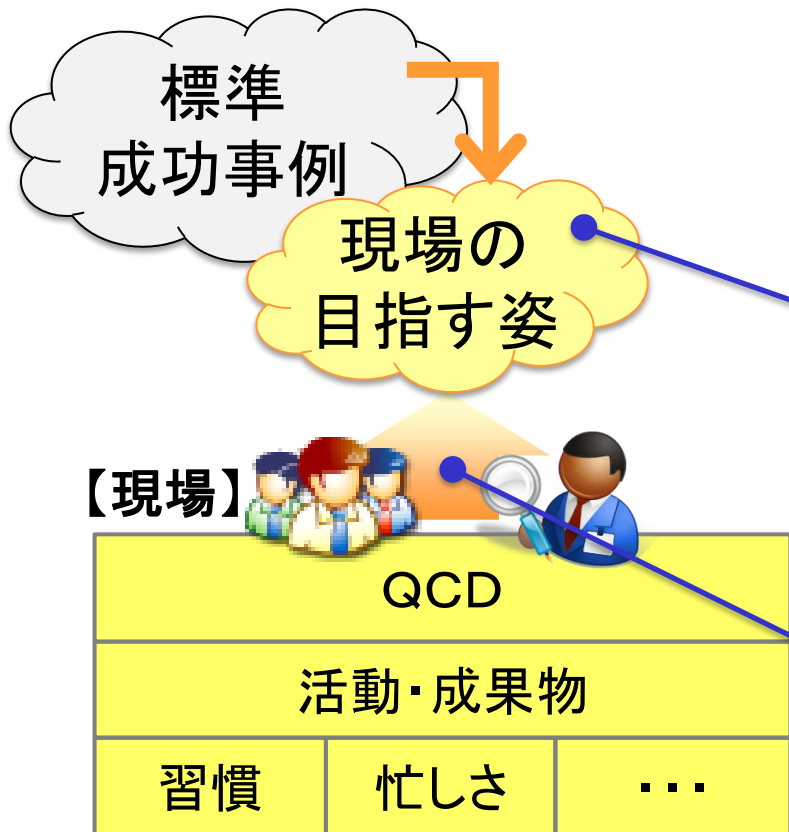 標準
成功事例
現場の
目指す姿
【現場】
QCD
活動・成果物
習慣
忙しさ
・・・